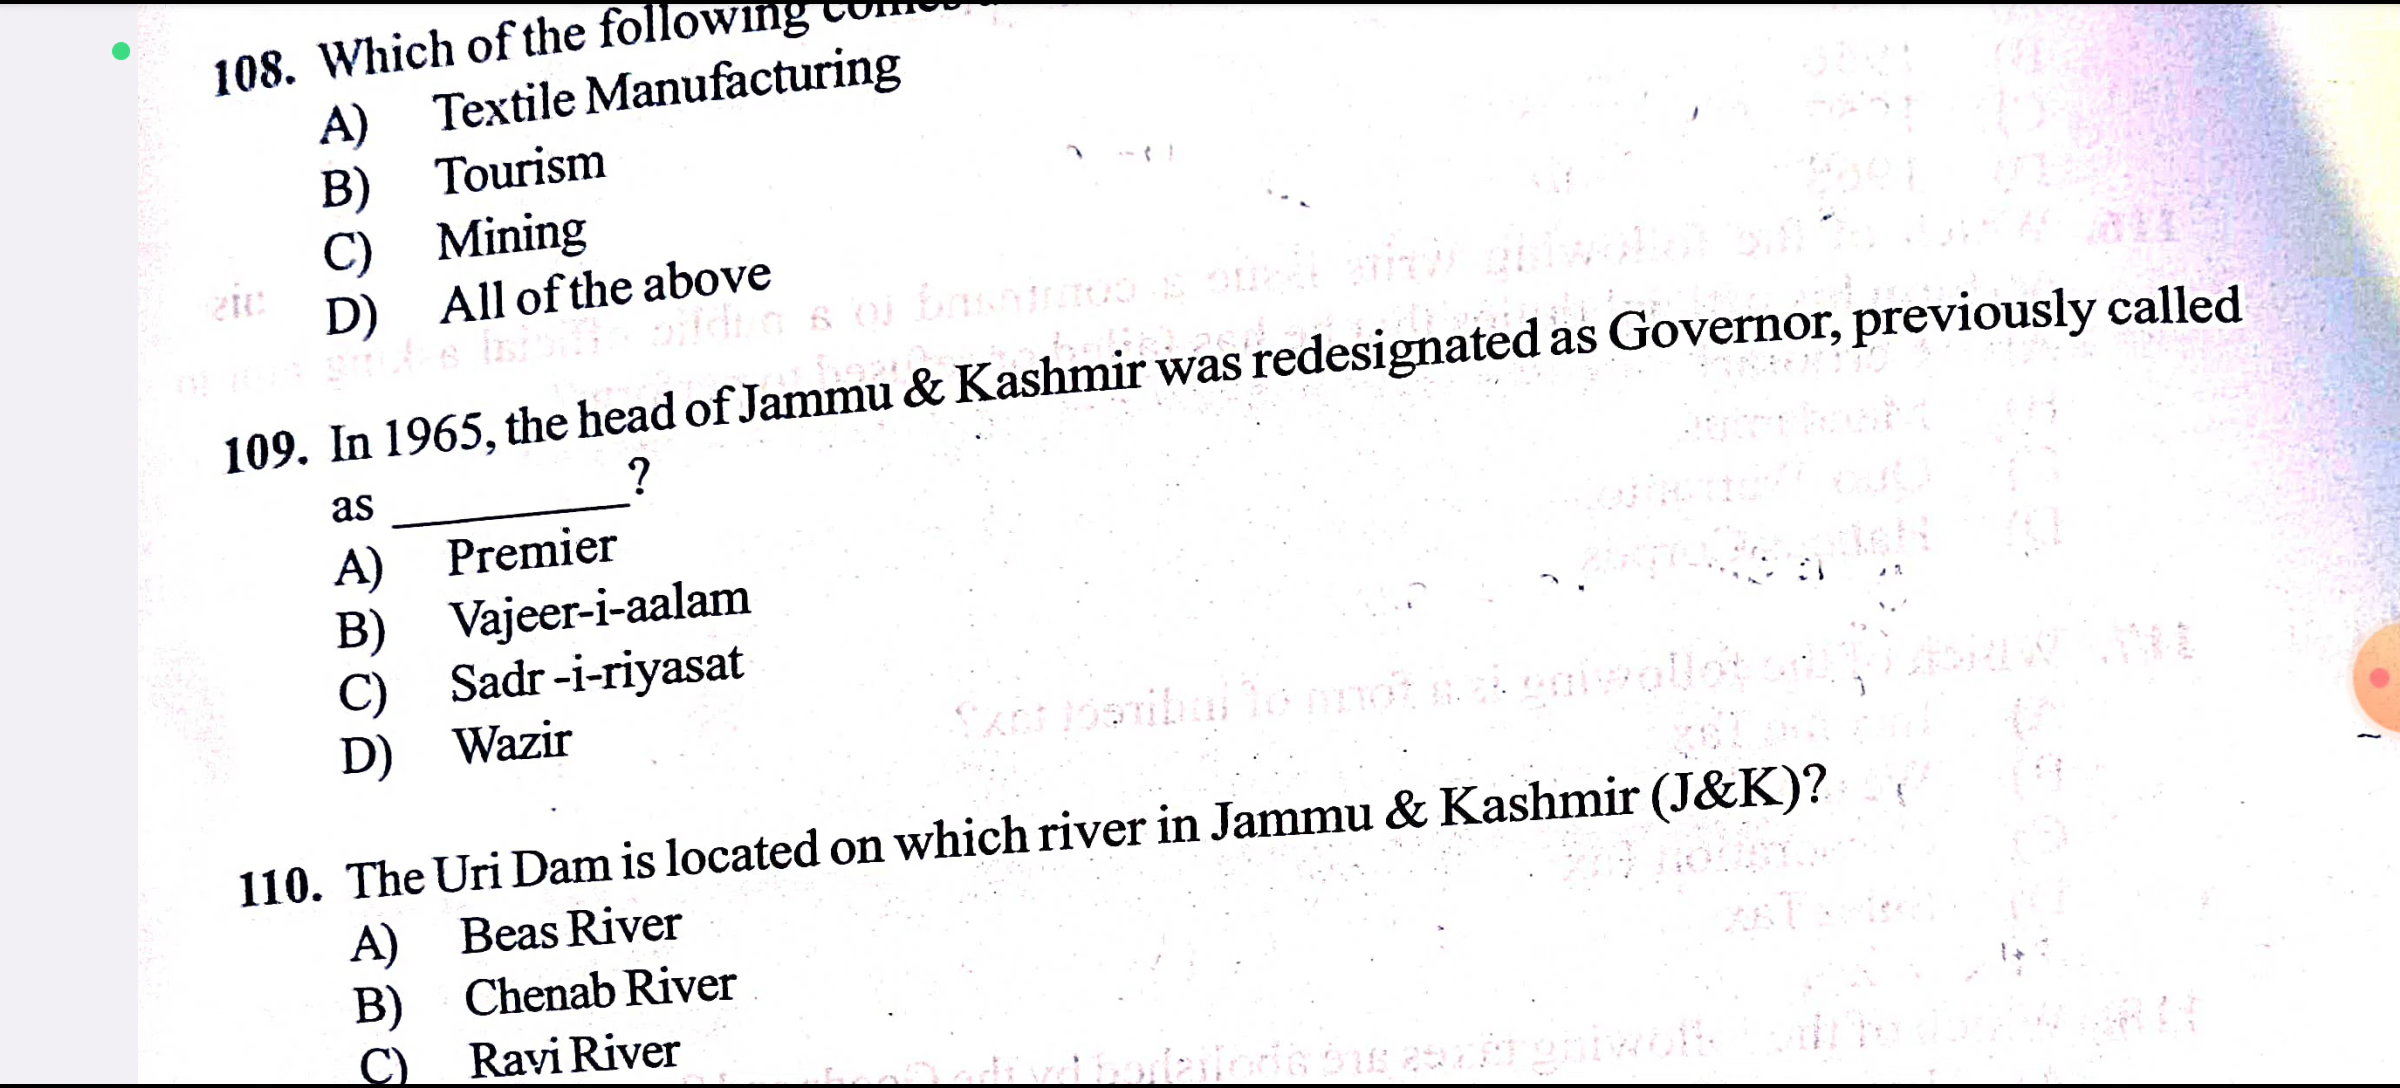 108. Which of the following
A) Textile Manufacturing
B) Tourism
C) Mining
D) All of the above
109. In 1965, the head of Jammu & Kashmir was redesignated as Governor, previously called
as __________?
A) Premier
B) Vajeer-i-aalam
C) Sadr -i-riyasat
D) Wazir
110. The Uri Dam is located on which river in Jammu & Kashmir (J&K)?
A) Beas River
B) Chenab River
C) Ravi River